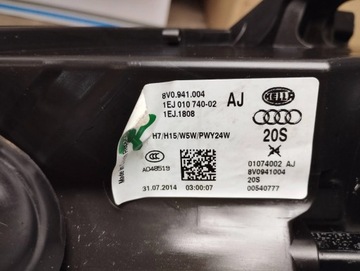 8V0.941.004
1EJ 010 740-02
1EJ.1808
AJ
HELLA
20S
H7/H15/W5W/PWY24W
A048519
31.07.2014
03:00:07
01074002 AJ
8V0941004
20S
00540777